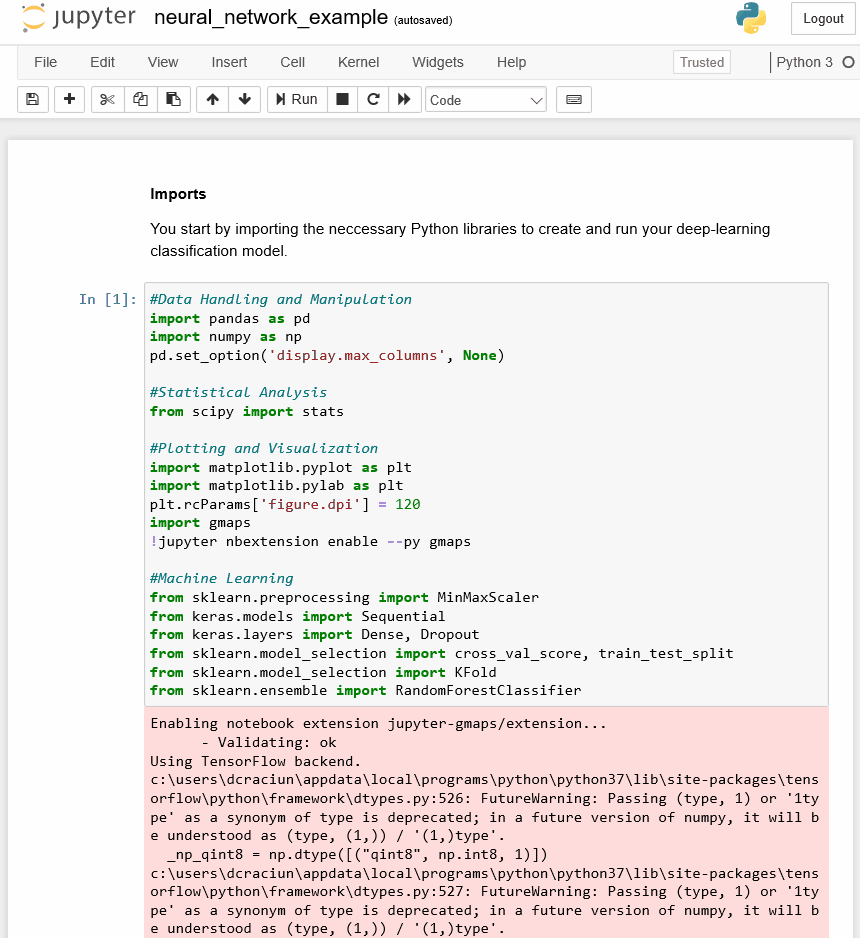 jupyter neural_network_example (autosaved) Logout
File Edit View Insert Cell Kernel Widgets Help Trusted Python 3
Run Code
Imports
You start by importing the neccessary Python libraries to create and run your deep-learning
classification model.
In [1]: #Data Handling and Manipulation
import pandas as pd
import numpy as np
pd.set_option('display.max_columns', None)
#Statistical Analysis
from scipy import stats
#Plotting and Visualization
import matplotlib.pyplot as plt
import matplotlib.pylab as plt
plt.rcParams['figure.dpi'] = 120
import gmaps
!jupyter nbextension enable --py gmaps
#Machine Learning
from sklearn.preprocessing import MinMaxScaler
from keras.models import Sequential
from keras.layers import Dense, Dropout
from sklearn.model_selection import cross_val_score, train_test_split
from sklearn.model_selection import KFold
from sklearn.ensemble import RandomForestClassifier
Enabling notebook extension jupyter-gmaps/extension...
- Validating: ok
Using TensorFlow backend.
c:\users\dcraciun\appdata\local\programs\python\python37\lib\site-packages\tens
orflow\python\framework\dtypes.py:526: FutureWarning: Passing (type, 1) or '1ty
pe' as a synonym of type is deprecated; in a future version of numpy, it will b
e understood as (type, (1,)) / '(1,)type'.
_np_qint8 = np.dtype([("qint8", np.int8, 1)])
c:\users\dcraciun\appdata\local\programs\python\python37\lib\site-packages\tens
orflow\python\framework\dtypes.py:527: FutureWarning: Passing (type, 1) or '1ty
pe' as a synonym of type is deprecated; in a future version of numpy, it will b
e understood as (type, (1,)) / '(1,)type'.